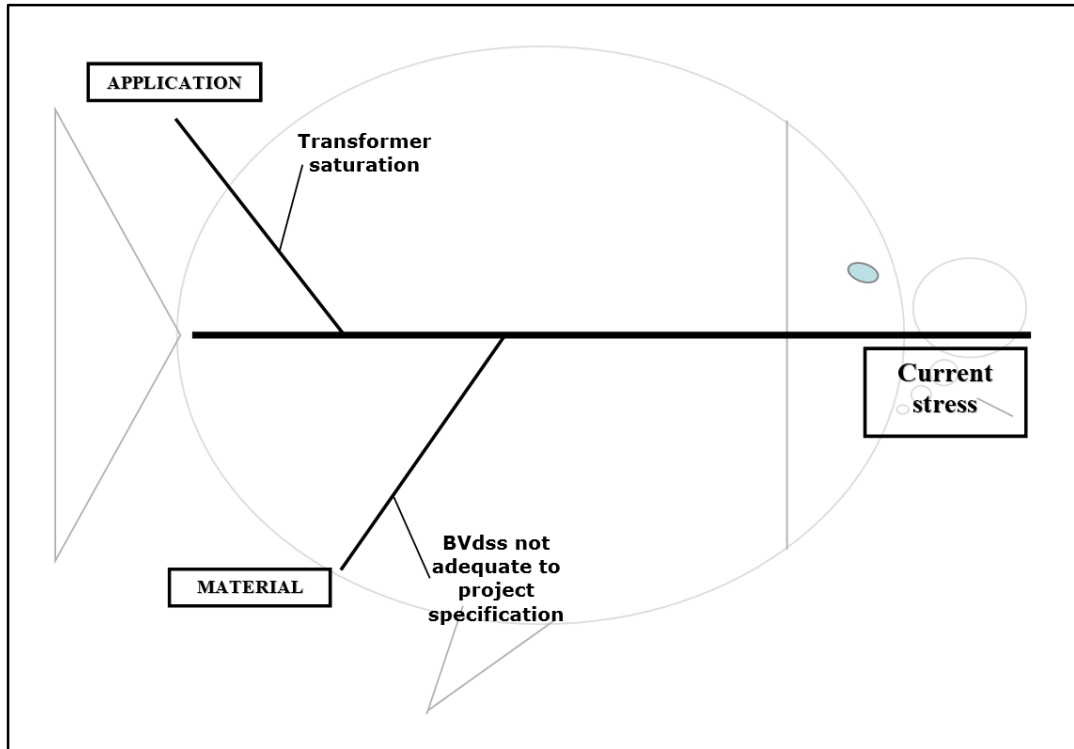 APPLICATION
Transformer
saturation
Current
stress
BVdss not
adequate to
project
specification
MATERIAL